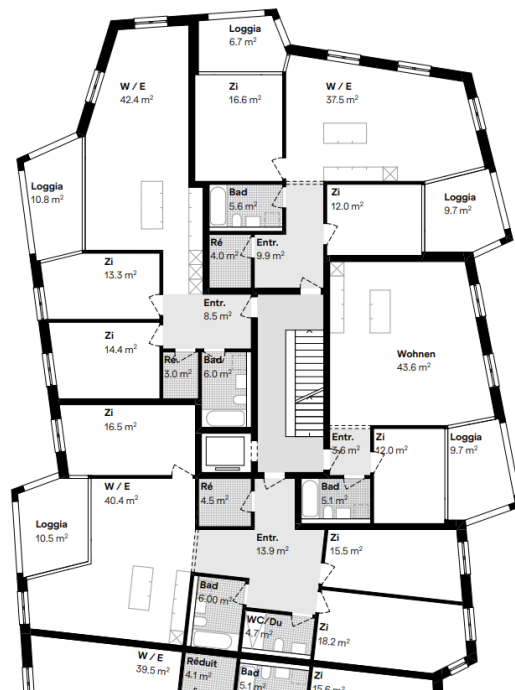 Loggia
6.7 m²
W / E
42.4 m²
Zi
16.6 m²
W / E
37.5 m²
Loggia
10.8 m²
Bad
5.6 m²
Zi
12.0 m²
Loggia
9.7 m²
Ré
4.0 m²
Entr.
9.9 m²
Zi
13.3 m²
Entr.
8.5 m²
Zi
14.4 m²
Ré
3.0 m²
Bad
6.0 m²
Wohnen
43.6 m²
Zi
16.5 m²
Entr.
3.6 m²
Zi
12.0 m²
Loggia
9.7 m²
W / E
40.4 m²
Ré
4.5 m²
Bad
5.1 m²
Loggia
10.5 m²
Entr.
13.9 m²
Zi
15.5 m²
Bad
6.00 m²
WC/Du
4.7 m²
Zi
18.2 m²
W / E
39.5 m²
Réduit
4.1 m²
Bad
5.1 m²
Zi
15.6 m²